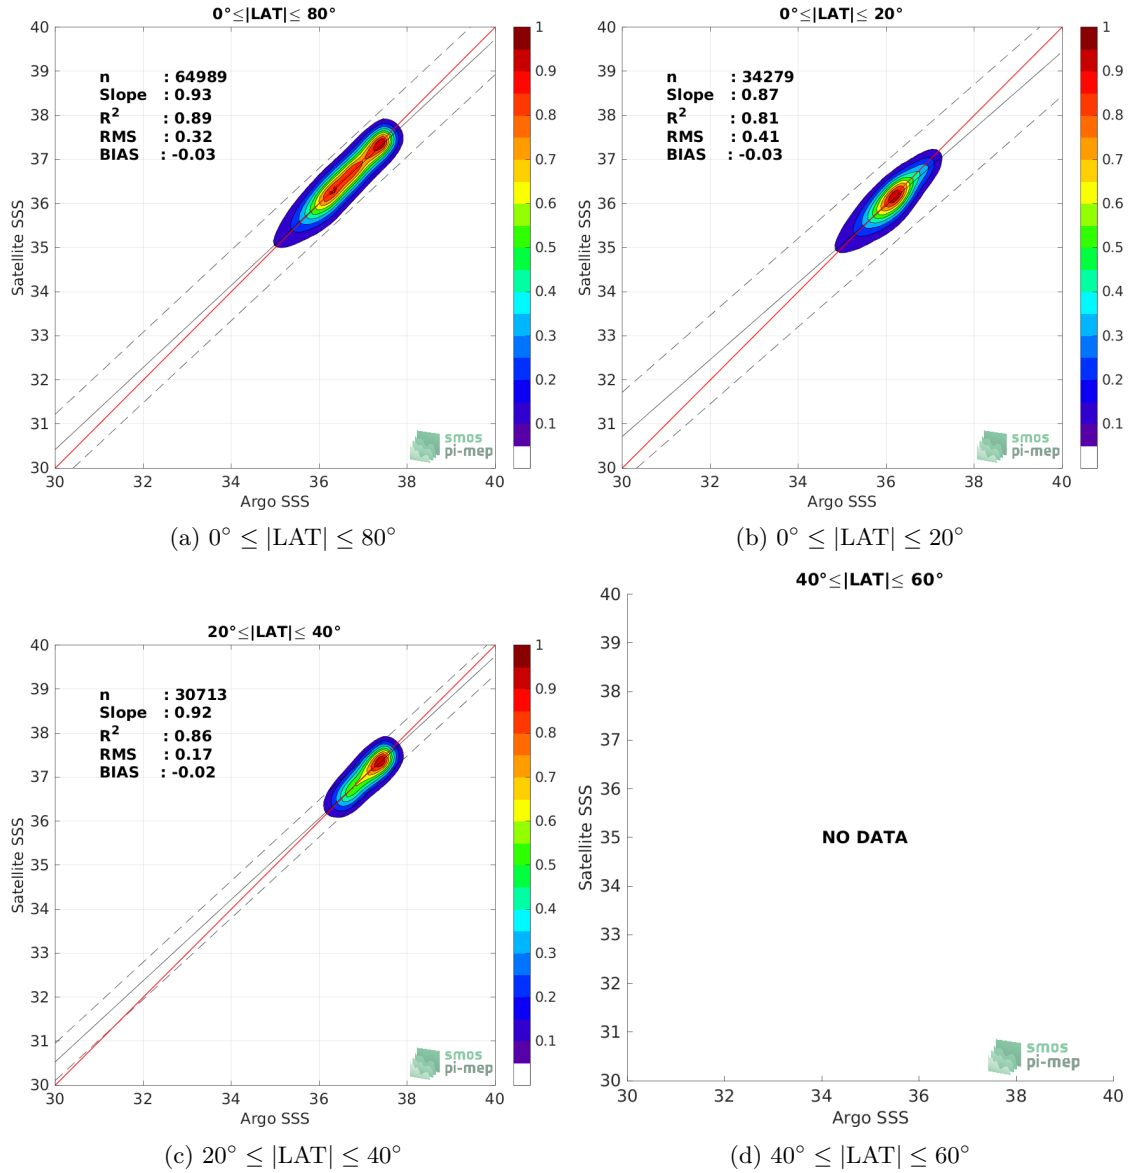 0°≤|LAT|≤ 80°
n : 64989
Slope : 0.93
R2 : 0.89
RMS : 0.32
BIAS : -0.03
40
39
38
37
36
35
34
33
32
31
30
30 32 34 36 38 40
Satellite SSS
Argo SSS
smos
pi-mep
1
0.9
0.8
0.7
0.6
0.5
0.4
0.3
0.2
0.1
(a) 0° ≤ |LAT| ≤ 80°
0°≤|LAT|≤ 20°
n : 34279
Slope : 0.87
R2 : 0.81
RMS : 0.41
BIAS : -0.03
40
39
38
37
36
35
34
33
32
31
30
30 32 34 36 38 40
Satellite SSS
Argo SSS
smos
pi-mep
1
0.9
0.8
0.7
0.6
0.5
0.4
0.3
0.2
0.1
(b) 0° ≤ |LAT| ≤ 20°
20°≤|LAT|≤ 40°
n : 30713
Slope : 0.92
R2 : 0.86
RMS : 0.17
BIAS : -0.02
40
39
38
37
36
35
34
33
32
31
30
30 32 34 36 38 40
Satellite SSS
Argo SSS
smos
pi-mep
1
0.9
0.8
0.7
0.6
0.5
0.4
0.3
0.2
0.1
(c) 20° ≤ |LAT| ≤ 40°
40°≤|LAT|≤ 60°
40
39
38
37
36
35
34
33
32
31
30
30 32 34 36 38 40
Satellite SSS
NO DATA
Argo SSS
smos
pi-mep
(d) 40° ≤ |LAT| ≤ 60°